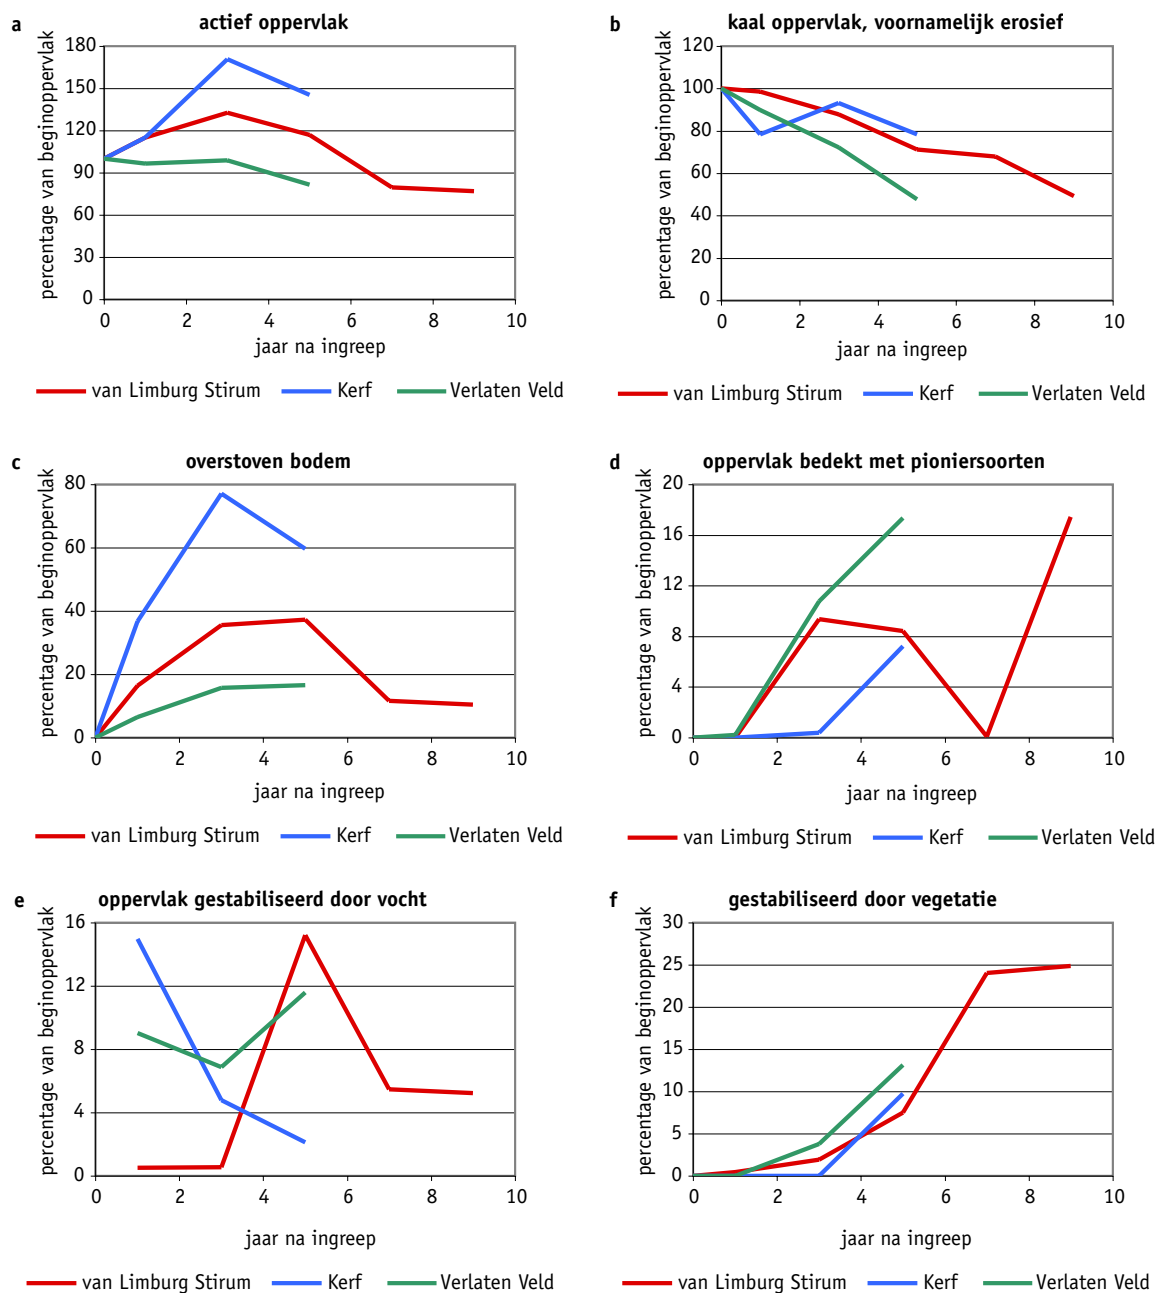 a actief oppervlak
percentage van beginoppervlak
180
150
120
90
60
30
0
0 2 4 6 8 10
jaar na ingreep
van Limburg Stirum Kerf Verlaten Veld
b kaal oppervlak, voornamelijk erosief
percentage van beginoppervlak
120
100
80
60
40
20
0
0 2 4 6 8 10
jaar na ingreep
van Limburg Stirum Kerf Verlaten Veld
c overstoven bodem
percentage van beginoppervlak
80
60
40
20
0
0 2 4 6 8 10
jaar na ingreep
van Limburg Stirum Kerf Verlaten Veld
d oppervlak bedekt met pioniersoorten
percentage van beginoppervlak
20
16
12
8
4
0
0 2 4 6 8 10
jaar na ingreep
van Limburg Stirum Kerf Verlaten Veld
e oppervlak gestabiliseerd door vocht
percentage van beginoppervlak
16
12
8
4
0
0 2 4 6 8 10
jaar na ingreep
van Limburg Stirum Kerf Verlaten Veld
f gestabiliseerd door vegetatie
percentage van beginoppervlak
30
25
20
15
10
5
0
0 2 4 6 8 10
jaar na ingreep
van Limburg Stirum Kerf Verlaten Veld